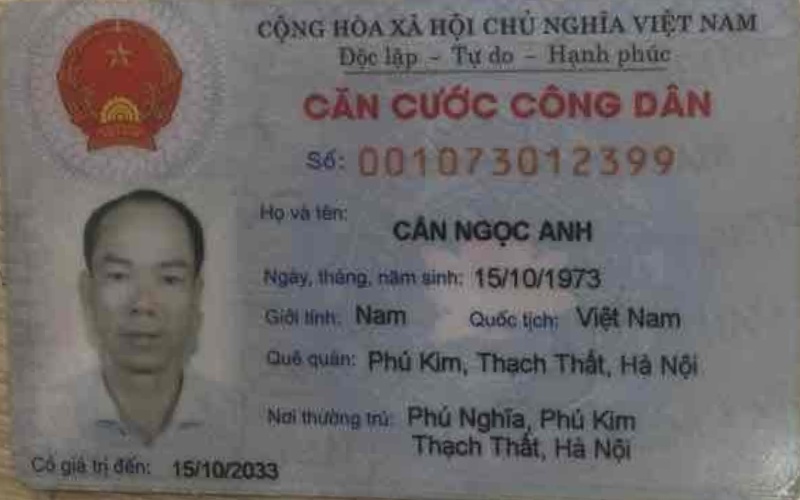 CỘNG HÒA XÃ HỘI CHỦ NGHĨA VIỆT NAM
Độc lập - Tự do - Hạnh phúc
CĂN CƯỚC CÔNG DÂN
Số: 001073012399
Họ và tên:
CẤN NGỌC ANH
Ngày, tháng, năm sinh: 15/10/1973
Giới tính: Nam Quốc tịch: Việt Nam
Quê quán: Phú Kim, Thạch Thất, Hà Nội
Nơi thường trú: Phú Nghĩa, Phú Kim
Thạch Thất, Hà Nội
Có giá trị đến: 15/10/2033